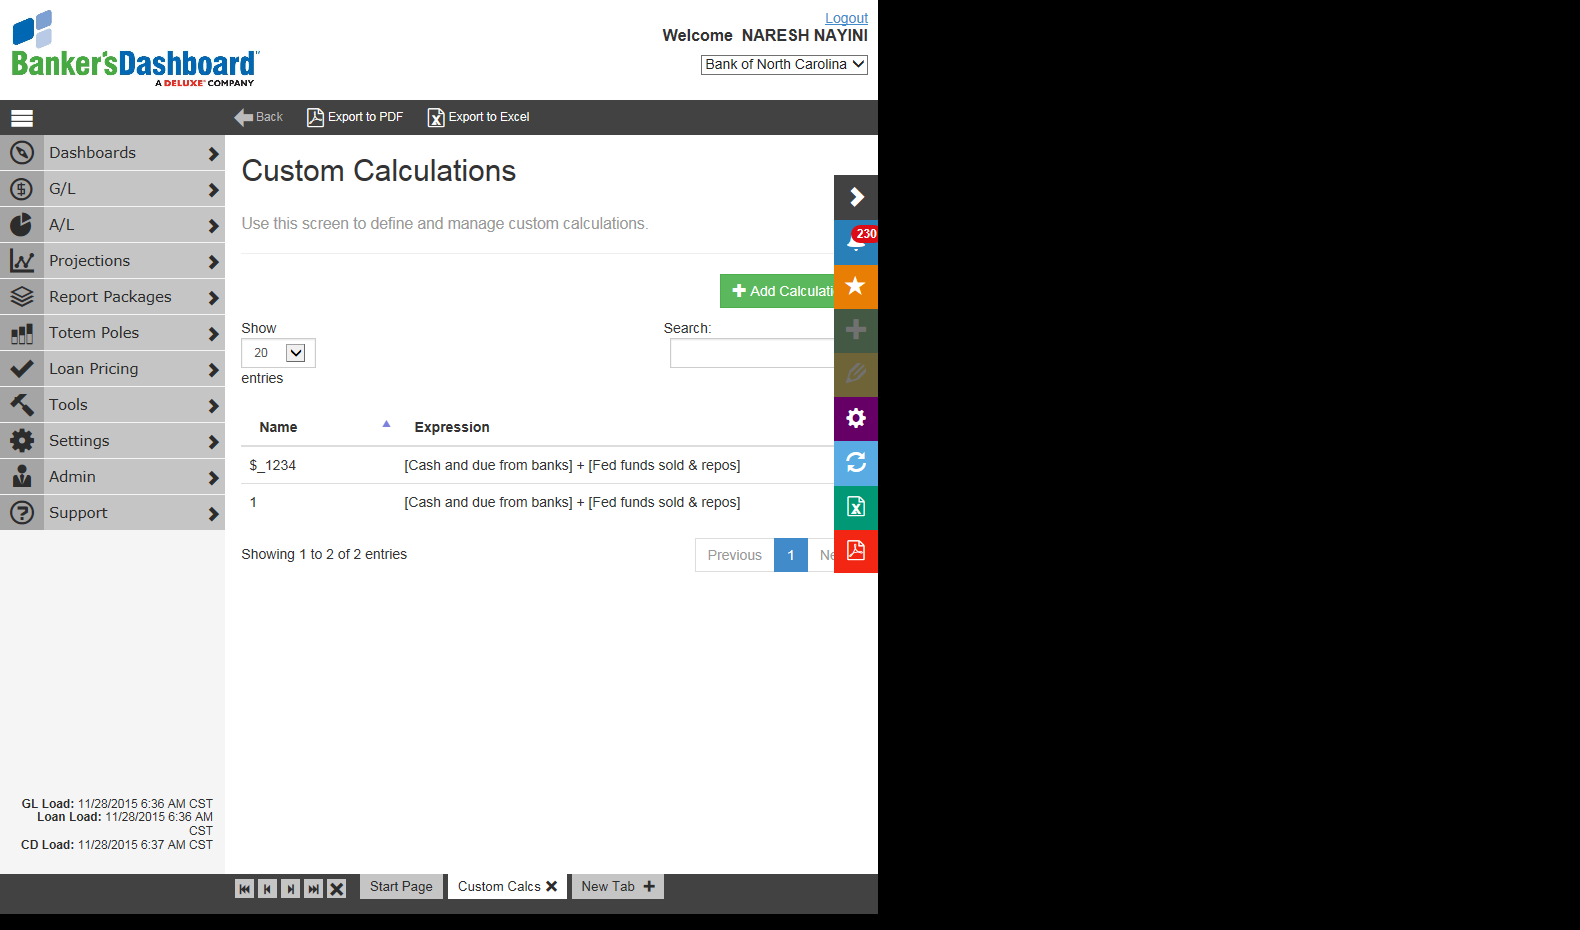 Logout
Welcome NARESH NAYINI
Bank of North Carolina
Banker'sDashboard
A DELUXE COMPANY
Back
Export to PDF
Export to Excel
Dashboards
G/L
A/L
Projections
Report Packages
Totem Poles
Loan Pricing
Tools
Settings
Admin
Support
Custom Calculations
Use this screen to define and manage custom calculations.
230
Add Calculati
Show
20
entries
Search:
Name Expression
$_1234 [Cash and due from banks] + [Fed funds sold & repos]
1 [Cash and due from banks] + [Fed funds sold & repos]
Showing 1 to 2 of 2 entries
Previous 1 Ne
GL Load: 11/28/2015 6:36 AM CST
Loan Load: 11/28/2015 6:36 AM
CST
CD Load: 11/28/2015 6:37 AM CST
Start Page
Custom Calcs
New Tab